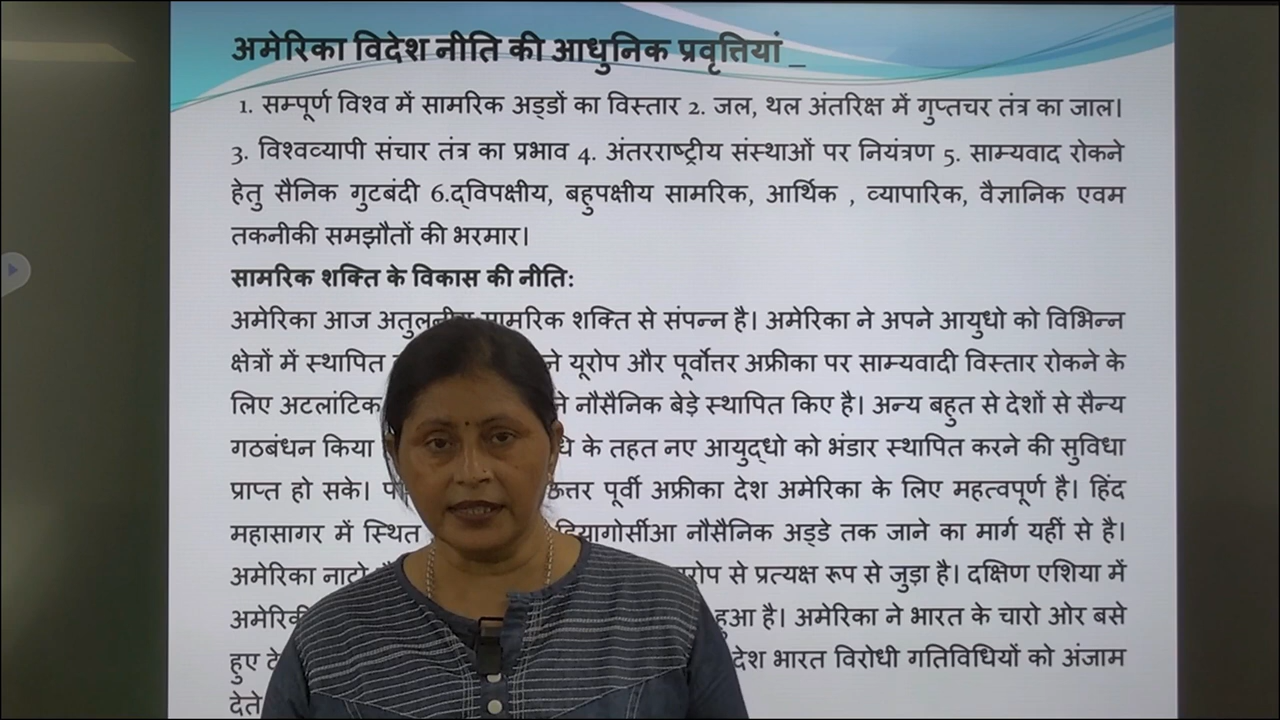 अमेरिका विदेश नीति की आधुनिक प्रवृत्तियां _
1. सम्पूर्ण विश्व में सामरिक अड्डों का विस्तार 2. जल, थल अंतरिक्ष में गुप्तचर तंत्र का जाल।
3. विश्वव्यापी संचार तंत्र का प्रभाव 4. अंतरराष्ट्रीय संस्थाओं पर नियंत्रण 5. साम्यवाद रोकने
हेतु सैनिक गुटबंदी 6.द्विपक्षीय, बहुपक्षीय सामरिक, आर्थिक , व्यापारिक, वैज्ञानिक एवम
तकनीकी समझौतों की भरमार।
सामरिक शक्ति के विकास की नीति:
अमेरिका आज सामरिक शक्ति से संपन्न है। अमेरिका ने अपने आयुधो को विभिन्न
क्षेत्रों में स्थापित ने यूरोप और पूर्वोत्तर अफ्रीका पर साम्यवादी विस्तार रोकने के
लिए अटलांटिक नौसैनिक बेड़े स्थापित किए है। अन्य बहुत से देशों से सैन्य
गठबंधन किया के तहत नए आयुद्धो को भंडार स्थापित करने की सुविधा
प्राप्त हो सके। पूर्वी अफ्रीका देश अमेरिका के लिए महत्वपूर्ण है। हिंद
महासागर में स्थित नौसैनिक अड्डे तक जाने का मार्ग यहीं से है।
अमेरिका नाटो से प्रत्यक्ष रूप से जुड़ा है। दक्षिण एशिया में
हुआ है। अमेरिका ने भारत के चारो ओर बसे
हुए देश भारत विरोधी गतिविधियों को अंजाम
देते